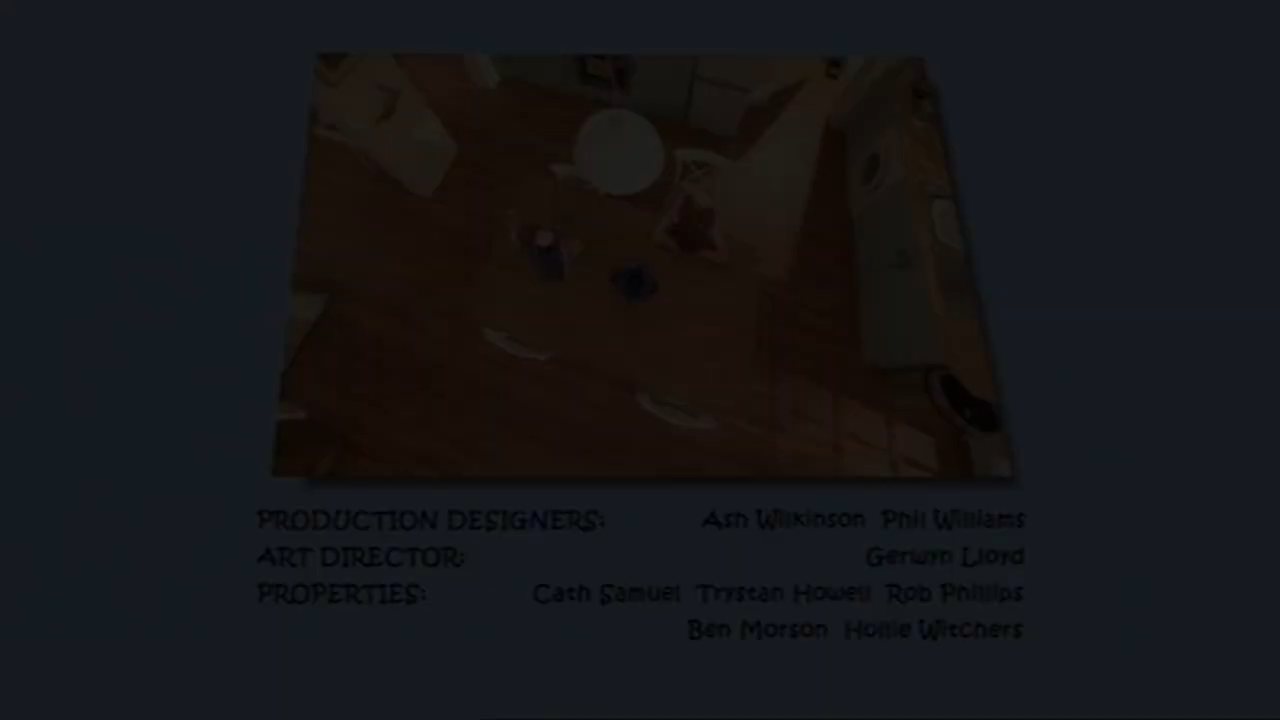 PRODUCTION DESIGNERS: Ash Wilkinson Phil Williams
ART DIRECTOR: Gerwyn Lloyd
PROPERTIES: Cath Samuel Trystan Howell Rob Phillips
Ben Morson Hollie Witchers